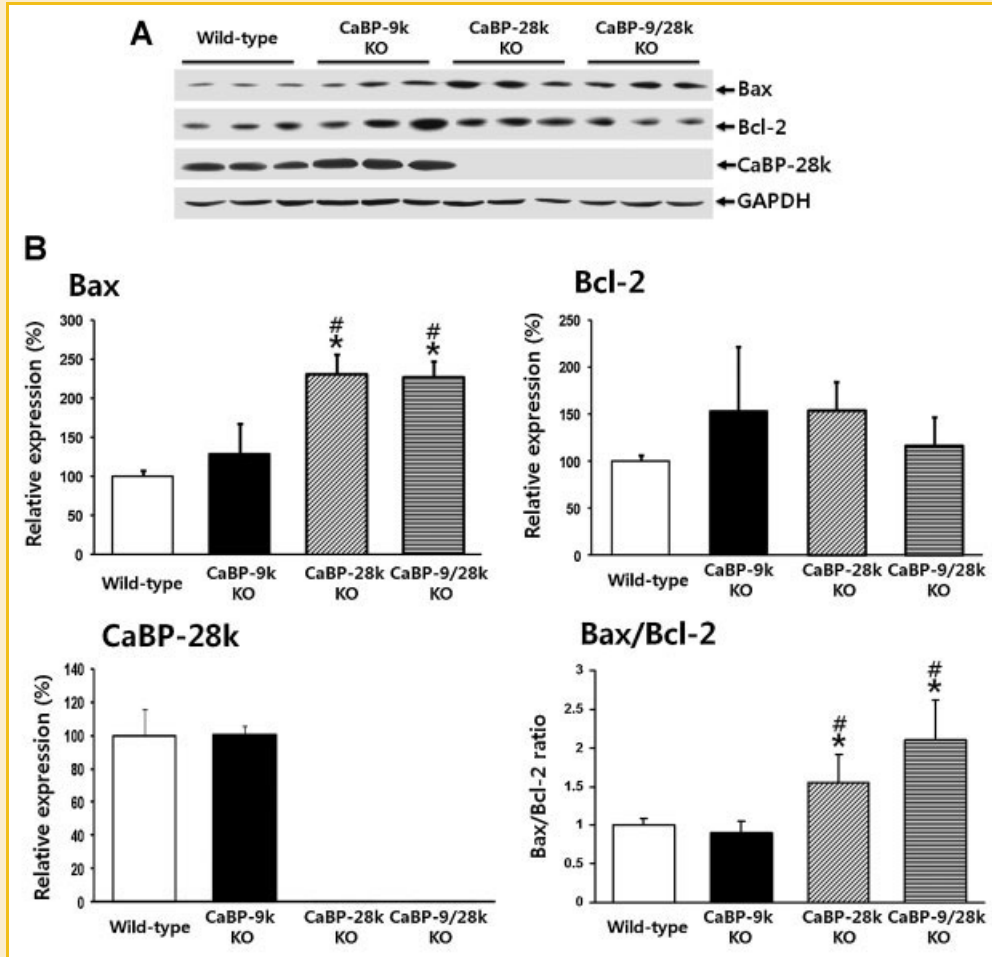 A
Wild-type
CaBP-9k
KO
CaBP-28k
KO
CaBP-9/28k
KO
Bax
Bcl-2
CaBP-28k
GAPDH
B
Bax
Relative expression (%)
300
250
200
150
100
50
0
#
*
#
*
Wild-type
CaBP-9k
KO
CaBP-28k
KO
CaBP-9/28k
KO
Bcl-2
Relative expression (%)
250
200
150
100
50
0
Wild-type
CaBP-9k
KO
CaBP-28k
KO
CaBP-9/28k
KO
CaBP-28k
Relative expression (%)
140
120
100
80
60
40
20
0
Wild-type
CaBP-9k
KO
CaBP-28k
KO
CaBP-9/28k
KO
Bax/Bcl-2
Bax/Bcl-2 ratio
3
2.5
2
1.5
1
0.5
0
#
*
#
*
Wild-type
CaBP-9k
KO
CaBP-28k
KO
CaBP-9/28k
KO